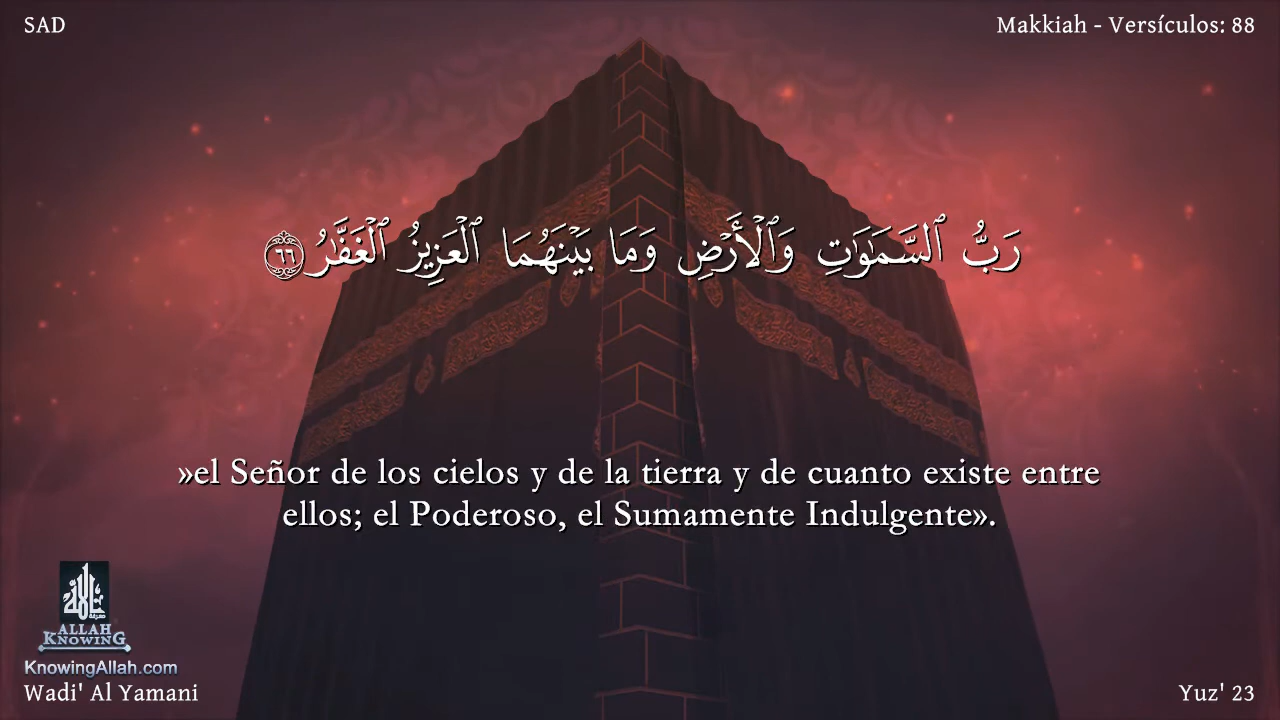 SAD
Makkiah - Versículos: 88
رَبُّ ٱلسَّمَٰوَٰتِ وَٱلْأَرْضِ وَمَا بَيْنَهُمَا ٱلْعَزِيزُ ٱلْغَفَّٰرُ ٦٦
»el Señor de los cielos y de la tierra y de cuanto existe entre
ellos; el Poderoso, el Sumamente Indulgente».
ALLAH
KNOWING
KnowingAllah.com
Wadi' Al Yamani
Yuz' 23